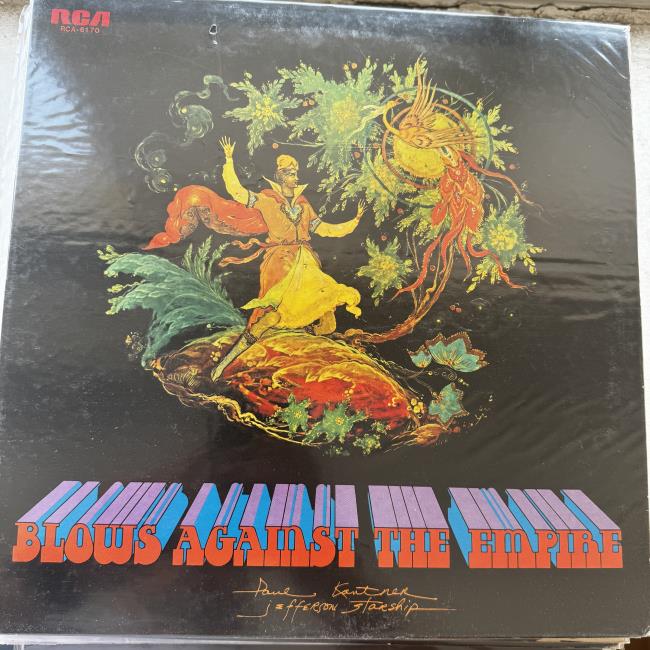 RCA
RCA-6170
BLOWS AGAINST THE EMPIRE
Paul Kantner
JEFFERSON STARSHIP